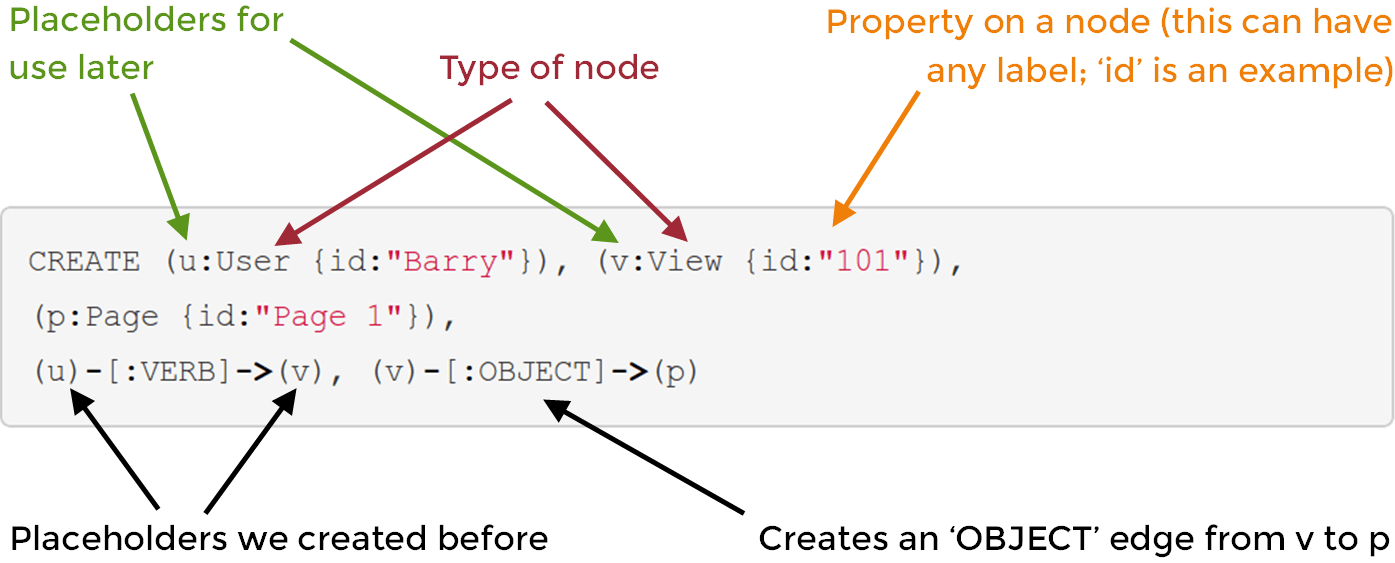 Placeholders for
use later
Type of node
Property on a node (this can have
any label; ‘id’ is an example)
CREATE (u:User {id:"Barry"}), (v:View {id:"101"}),
(p:Page {id:"Page 1"}),
(u)-[:VERB]->(v), (v)-[:OBJECT]->(p)
Placeholders we created before
Creates an ‘OBJECT’ edge from v to p